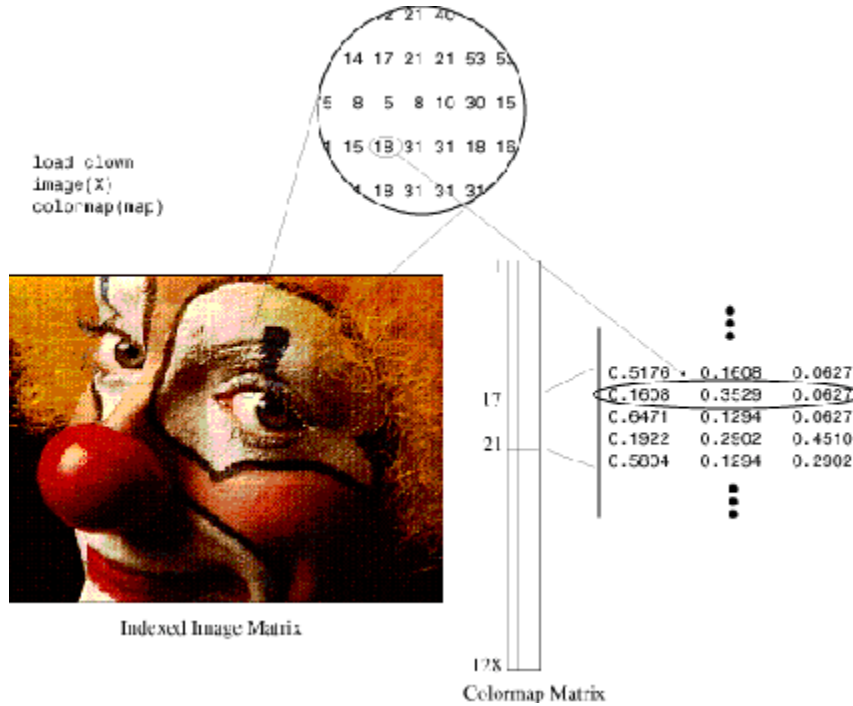 21 40
14 17 21 21 53
5 8 5 8 10 30 15
15 18 31 31 18 16
18 31 31 31
load clown
image(X)
colormap(map)
1
17
21
128
0.5176 0.1608 0.0627
0.1608 0.3529 0.0627
0.6471 0.1294 0.0627
0.1922 0.2902 0.4510
0.5804 0.1294 0.2902
Indexed Image Matrix
Colormap Matrix